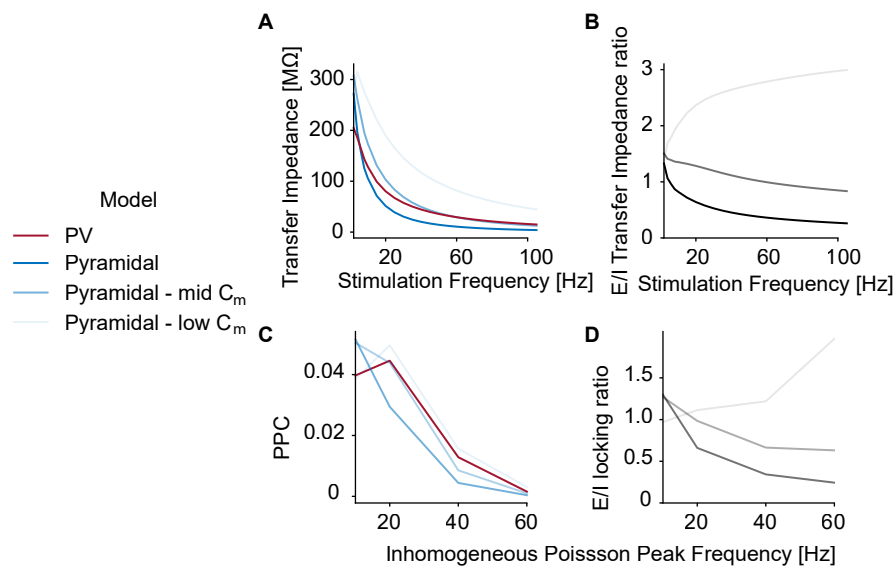 A
Transfer Impedance [MΩ]
300
200
100
0
20
60
100
Stimulation Frequency [Hz]
B
E/I Transfer Impedance ratio
3
2
1
0
20
60
100
Stimulation Frequency [Hz]
Model
PV
Pyramidal
Pyramidal - mid Cm
Pyramidal - low Cm
C
PPC
0.04
0.02
0
20
40
60
D
E/I locking ratio
1.5
1.0
0.5
0
20
40
60
Inhomogeneous Poissson Peak Frequency [Hz]